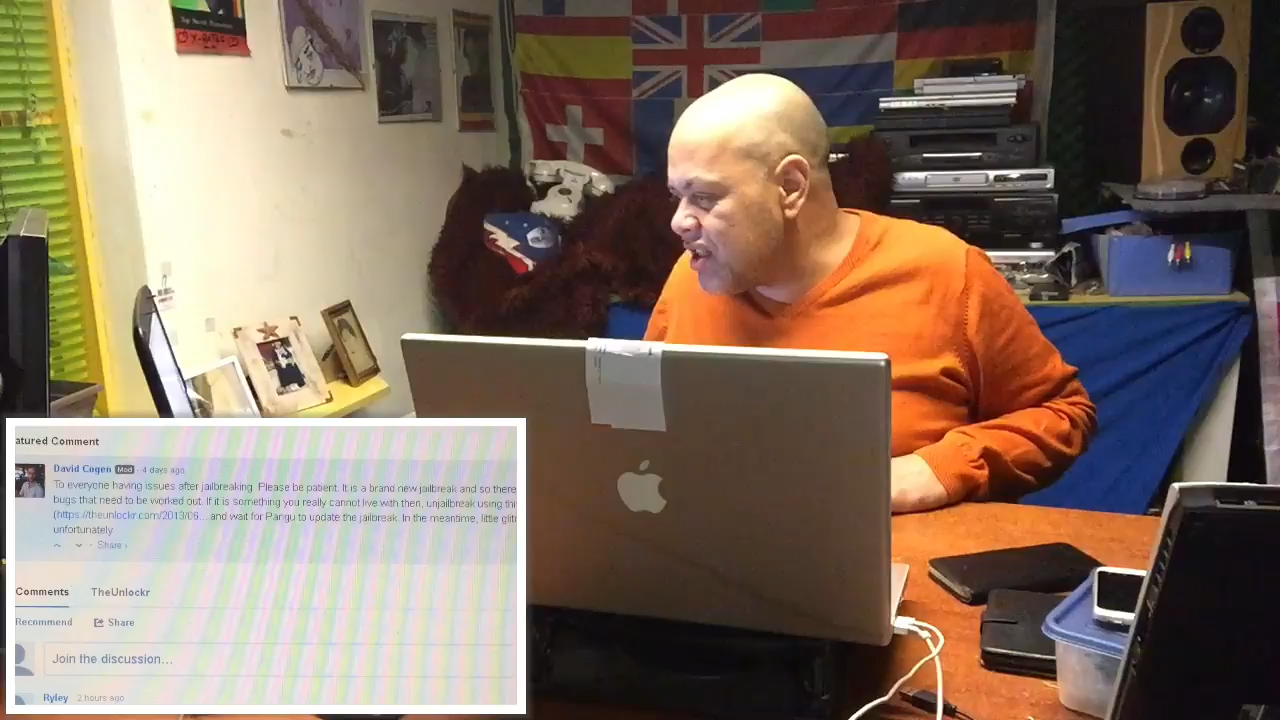 atured Comment
David Cogen Mod · 4 days ago
To everyone having issues after jailbreaking. Please be patient. It is a brand new jailbreak and so there
bugs that need to be worked out. If it is something you really cannot live with then, unjailbreak using thi
(https://theunlockr.com/2013/06... and wait for Pangu to update the jailbreak. In the meantime, little glit
unfortunately
Share ›
Comments TheUnlockr
Recommend Share
Join the discussion...
Ryley 2 hours ago